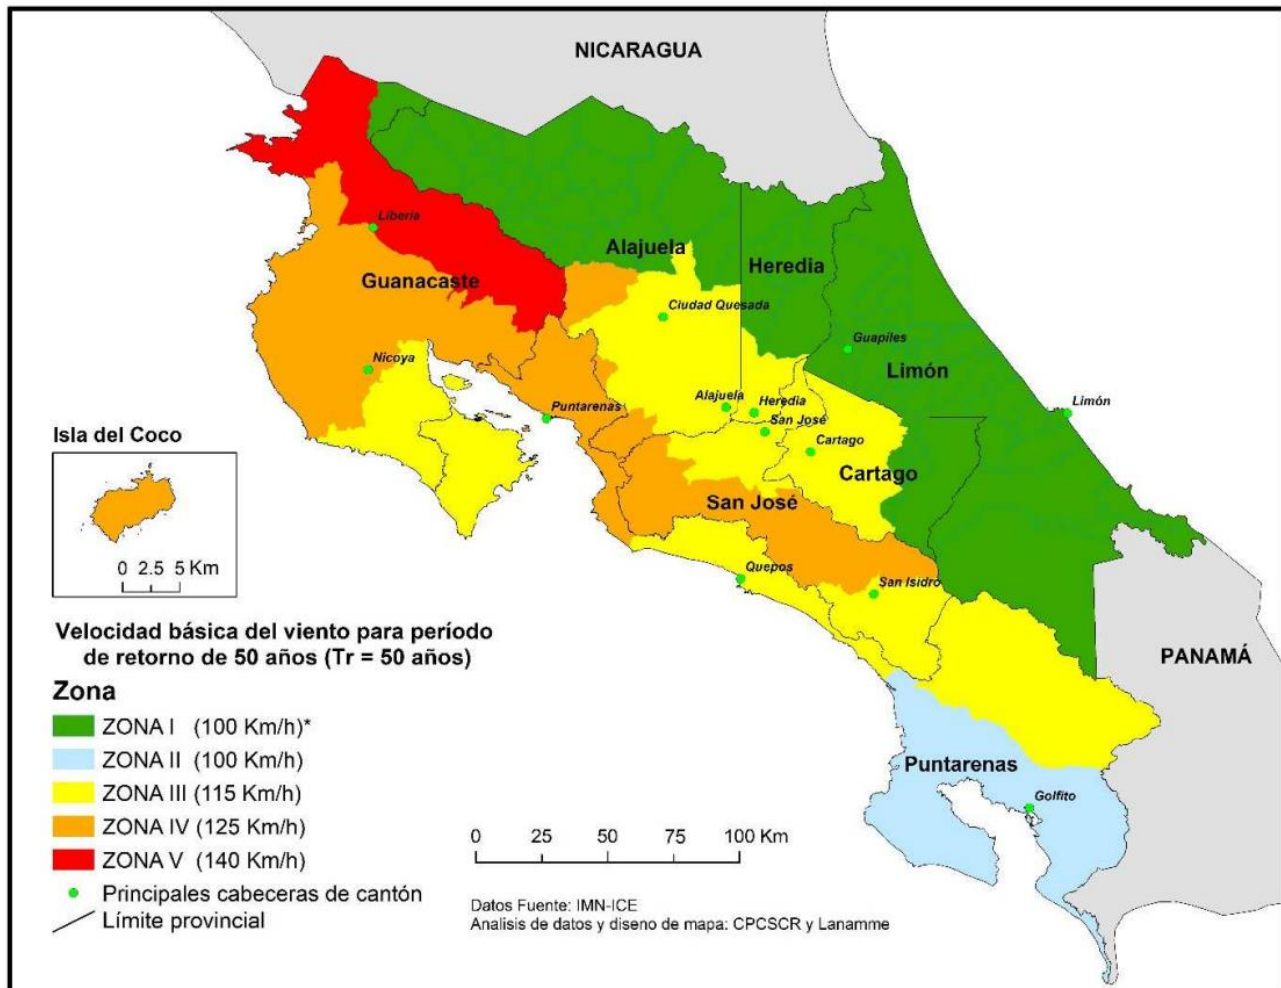 NICARAGUA
Liberia
Alajuela
Heredia
Guanacaste
Ciudad Quesada
Guapiles
Nicoya
Limón
Alajuela
Heredia
Limón
Puntarenas
San José
Cartago
Cartago
San José
Quepos
San Isidro
PANAMÁ
Puntarenas
Golfito
Isla del Coco
0 2.5 5 Km
Velocidad básica del viento para período
de retorno de 50 años (Tr = 50 años)
Zona
ZONA I (100 Km/h)*
ZONA II (100 Km/h)
ZONA III (115 Km/h)
ZONA IV (125 Km/h)
ZONA V (140 Km/h)
Principales cabeceras de cantón
Límite provincial
0 25 50 75 100 Km
Datos Fuente: IMN-ICE
Analisis de datos y diseno de mapa: CPCSCR y Lanamme